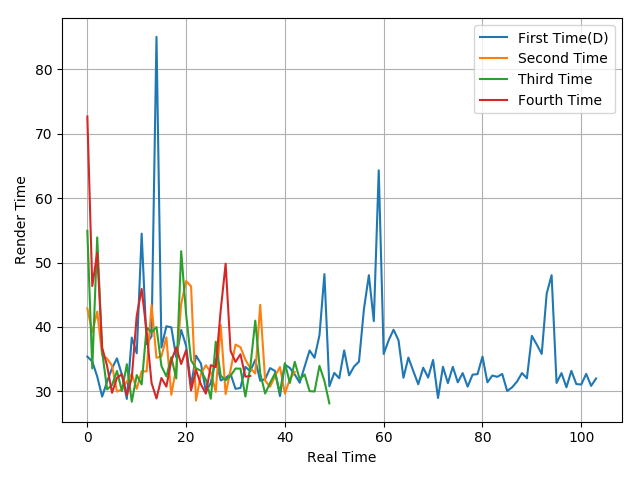 First Time(D)
Second Time
Third Time
Fourth Time
80
70
60
50
40
30
Render Time
0 20 40 60 80 100
Real Time